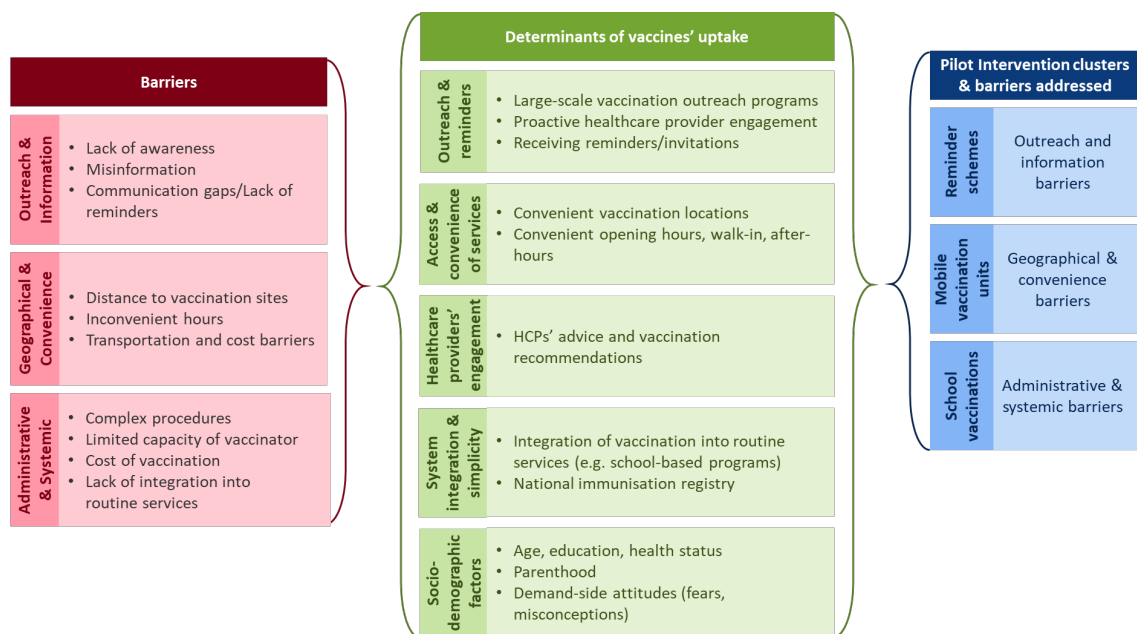 Barriers
Outreach &
Information
• Lack of awareness
• Misinformation
• Communication gaps/Lack of
reminders
Geographical &
Convenience
• Distance to vaccination sites
• Inconvenient hours
• Transportation and cost barriers
Administrative
& Systemic
• Complex procedures
• Limited capacity of vaccinator
• Cost of vaccination
• Lack of integration into
routine services
Determinants of vaccines' uptake
Outreach &
reminders
• Large-scale vaccination outreach programs
• Proactive healthcare provider engagement
• Receiving reminders/invitations
Access &
convenience
of services
• Convenient vaccination locations
• Convenient opening hours, walk-in, after-
hours
Healthcare
providers'
engagement
• HCPs' advice and vaccination
recommendations
System
integration &
simplicity
• Integration of vaccination into routine
services (e.g. school-based programs)
• National immunisation registry
Socio-
demographic
factors
• Age, education, health status
• Parenthood
• Demand-side attitudes (fears,
misconceptions)
Pilot Intervention clusters
& barriers addressed
Reminder
schemes
Outreach and
information
barriers
Mobile
vaccination
units
Geographical &
convenience
barriers
School
vaccinations
Administrative &
systemic barriers